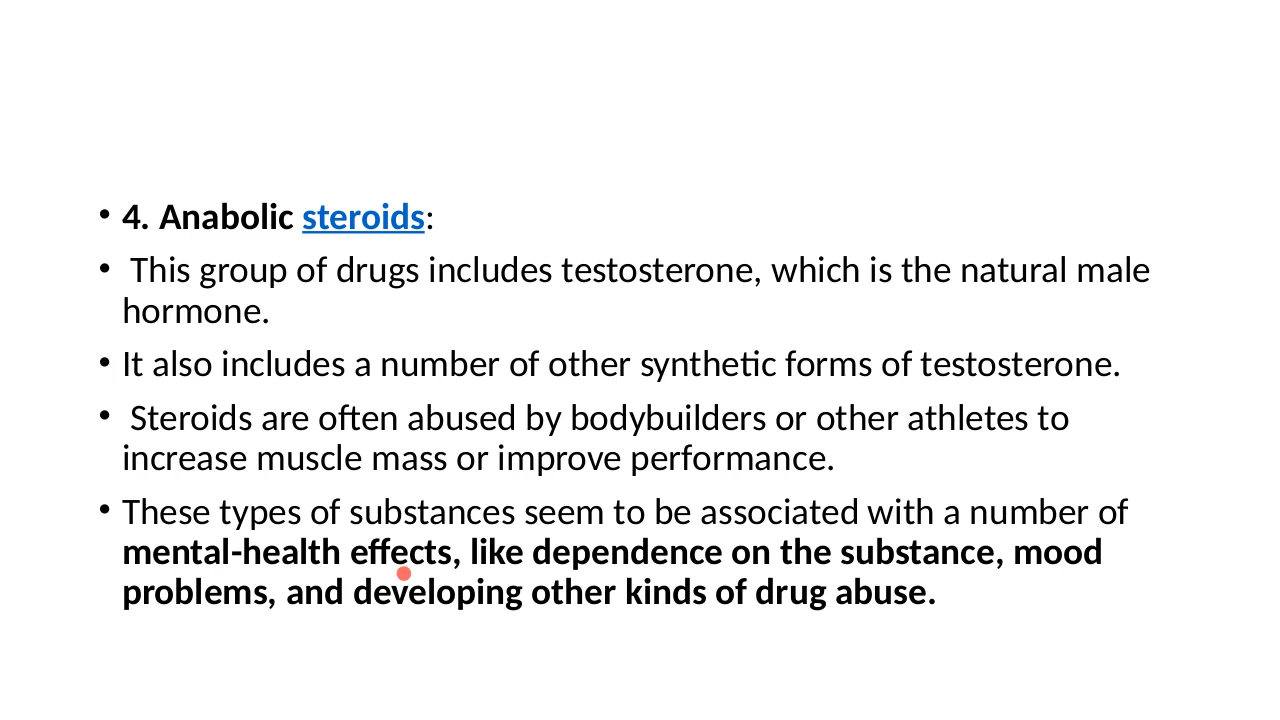 • 4. Anabolic steroids:
• This group of drugs includes testosterone, which is the natural male
hormone.
• It also includes a number of other synthetic forms of testosterone.
• Steroids are often abused by bodybuilders or other athletes to
increase muscle mass or improve performance.
• These types of substances seem to be associated with a number of
mental-health effects, like dependence on the substance, mood
problems, and developing other kinds of drug abuse.